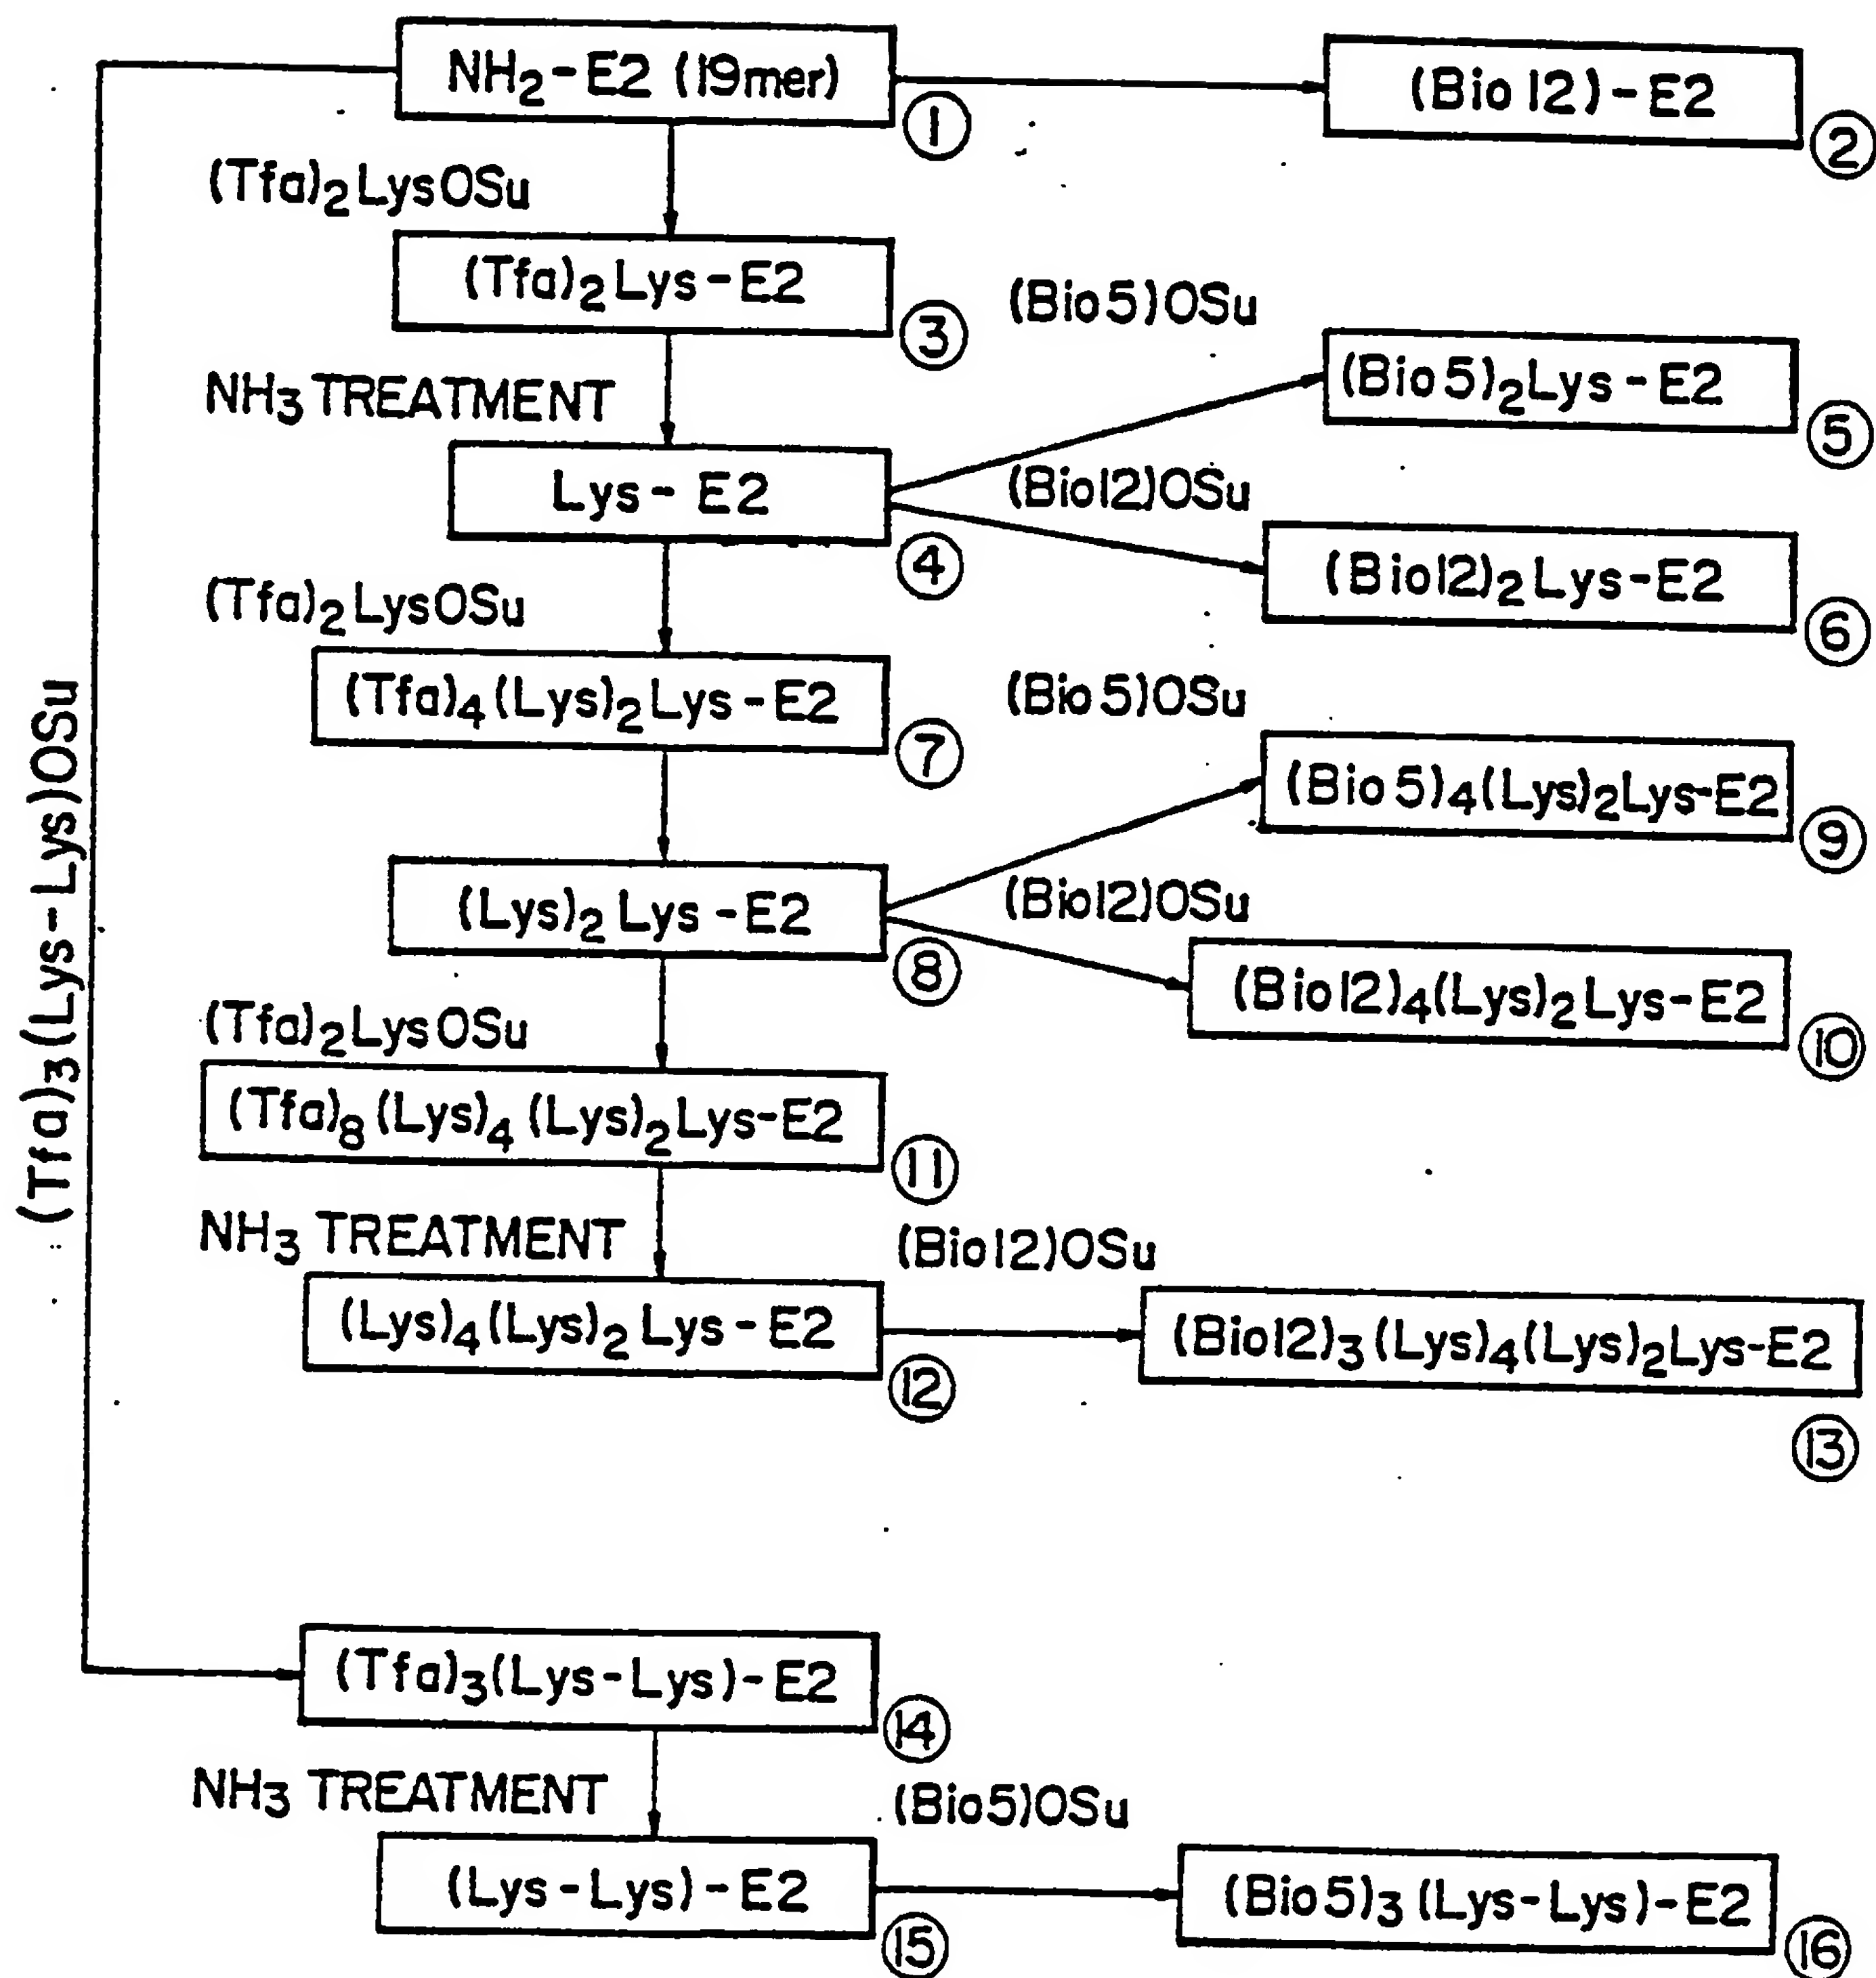 NH₂-E2 (19mer)
①
(Bio 12)-E2
②
(Tfa)₂LysOSu
(Tfa)₂Lys-E2
③
(Bio5)OSu
NH₃ TREATMENT
(Bio5)₂Lys-E2
⑤
Lys-E2
④
(Bio12)OSu
(Bio12)₂Lys-E2
⑥
(Tfa)₂LysOSu
(Tfa)₄(Lys)₂Lys-E2
⑦
(Bio5)OSu
(Bio5)₄(Lys)₂Lys-E2
⑨
(Lys)₂Lys-E2
⑧
(Bio12)OSu
(Bio12)₄(Lys)₂Lys-E2
⑩
(Tfa)₂LysOSu
(Tfa)₈(Lys)₄(Lys)₂Lys-E2
⑪
NH₃ TREATMENT
(Bio12)OSu
(Lys)₄(Lys)₂Lys-E2
⑫
(Bio12)₃(Lys)₄(Lys)₂Lys-E2
⑬
(Tfa)₃(Lys-Lys)OSu
(Tfa)₃(Lys-Lys)-E2
⑭
NH₃ TREATMENT
(Bio5)OSu
(Lys-Lys)-E2
⑮
(Bio5)₃(Lys-Lys)-E2
⑯